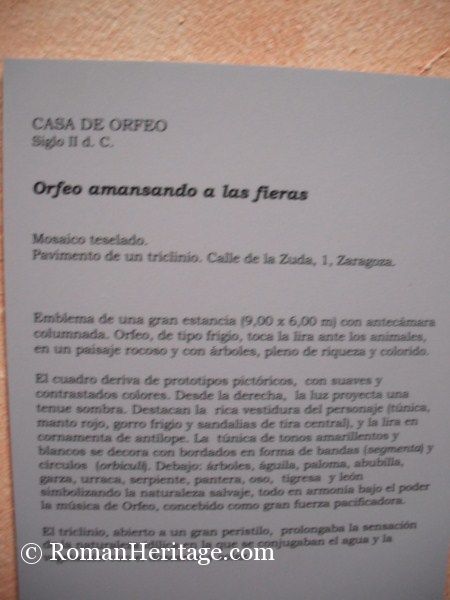 CASA DE ORFEO
Siglo II d. C.
Orfeo amansando a las fieras
Mosaico teselado.
Pavimento de un triclinio. Calle de la Zuda, 1, Zaragoza.
Emblema de una gran estancia (9,00 x 6,00 m) con antecámara
columnada. Orfeo, de tipo frigio, toca la lira ante los animales,
en un paisaje rocoso y con árboles, pleno de riqueza y colorido.
El cuadro deriva de prototipos pictóricos, con suaves y
contrastados colores. Desde la derecha, la luz proyecta una
tenue sombra. Destacan la rica vestidura del personaje (túnica,
manto rojo, gorro frigio y sandalias de tira central), y la lira en
cornamenta de antílope. La túnica de tonos amarillentos y
blancos se decora con bordados en forma de bandas (segmenta) y
círculos (orbiculi). Debajo: árboles, águila, paloma, abubilla,
garza, urraca, serpiente, pantera, oso, tigresa y león
simbolizando la naturaleza salvaje, todo en armonía bajo el poder
la música de Orfeo, concebido como gran fuerza pacificadora.
El triclinio, abierto a un gran peristilo, prolongaba la sensación
en la que se conjugaban el agua y la
© RomanHeritage.com